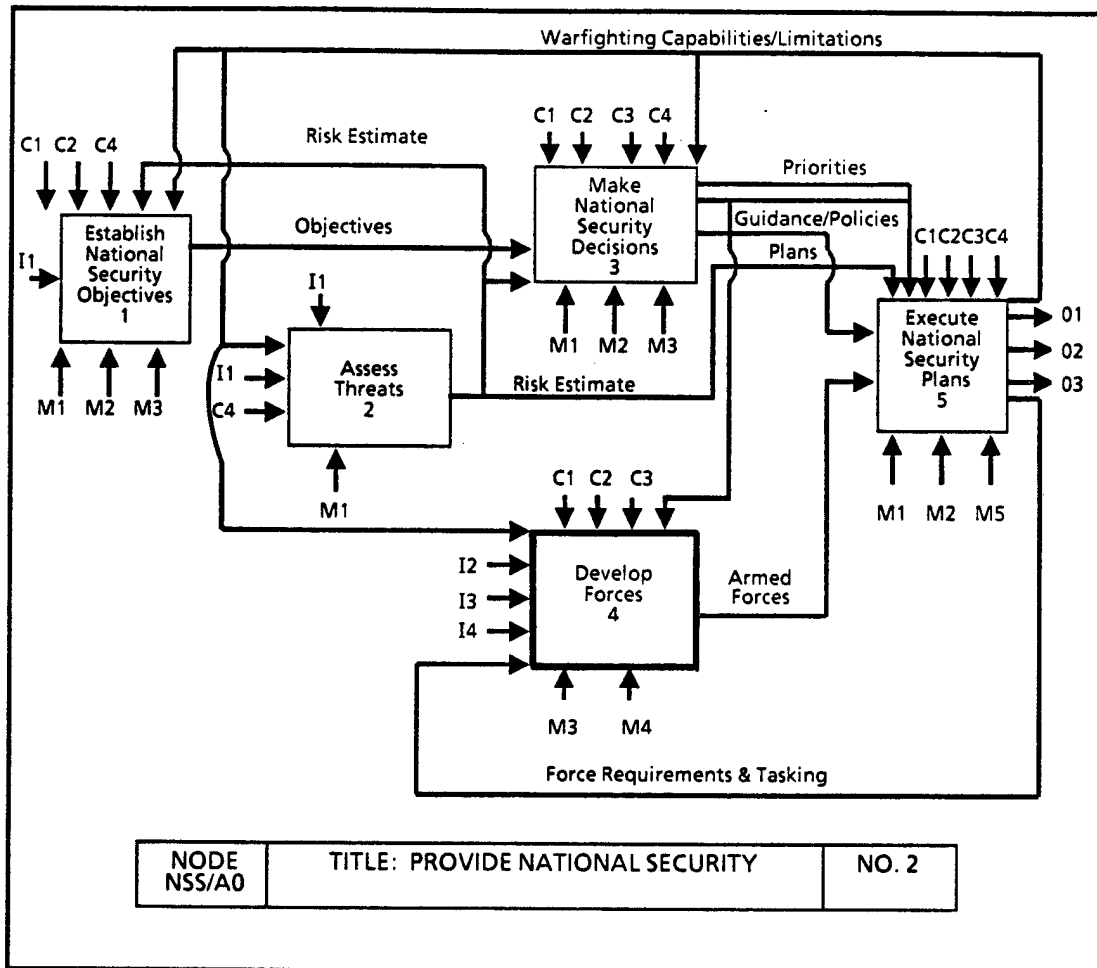 Warfighting Capabilities/Limitations
C1 C2 C4
Risk Estimate
C1 C2 C3 C4
Make
National
Security
Decisions
3
Priorities
Guidance/Policies
Plans
C1 C2 C3 C4
Establish
National
Security
Objectives
1
I1
Objectives
M1 M2 M3
I1
Assess
Threats
2
I1
C4
M1
Risk Estimate
M1 M2 M3
Execute
National
Security
Plans
5
01
02
03
M1 M2 M5
C1 C2 C3
I2
I3
I4
Develop
Forces
4
Armed
Forces
M3 M4
Force Requirements & Tasking
NODE
NSS/A0
TITLE: PROVIDE NATIONAL SECURITY
NO. 2